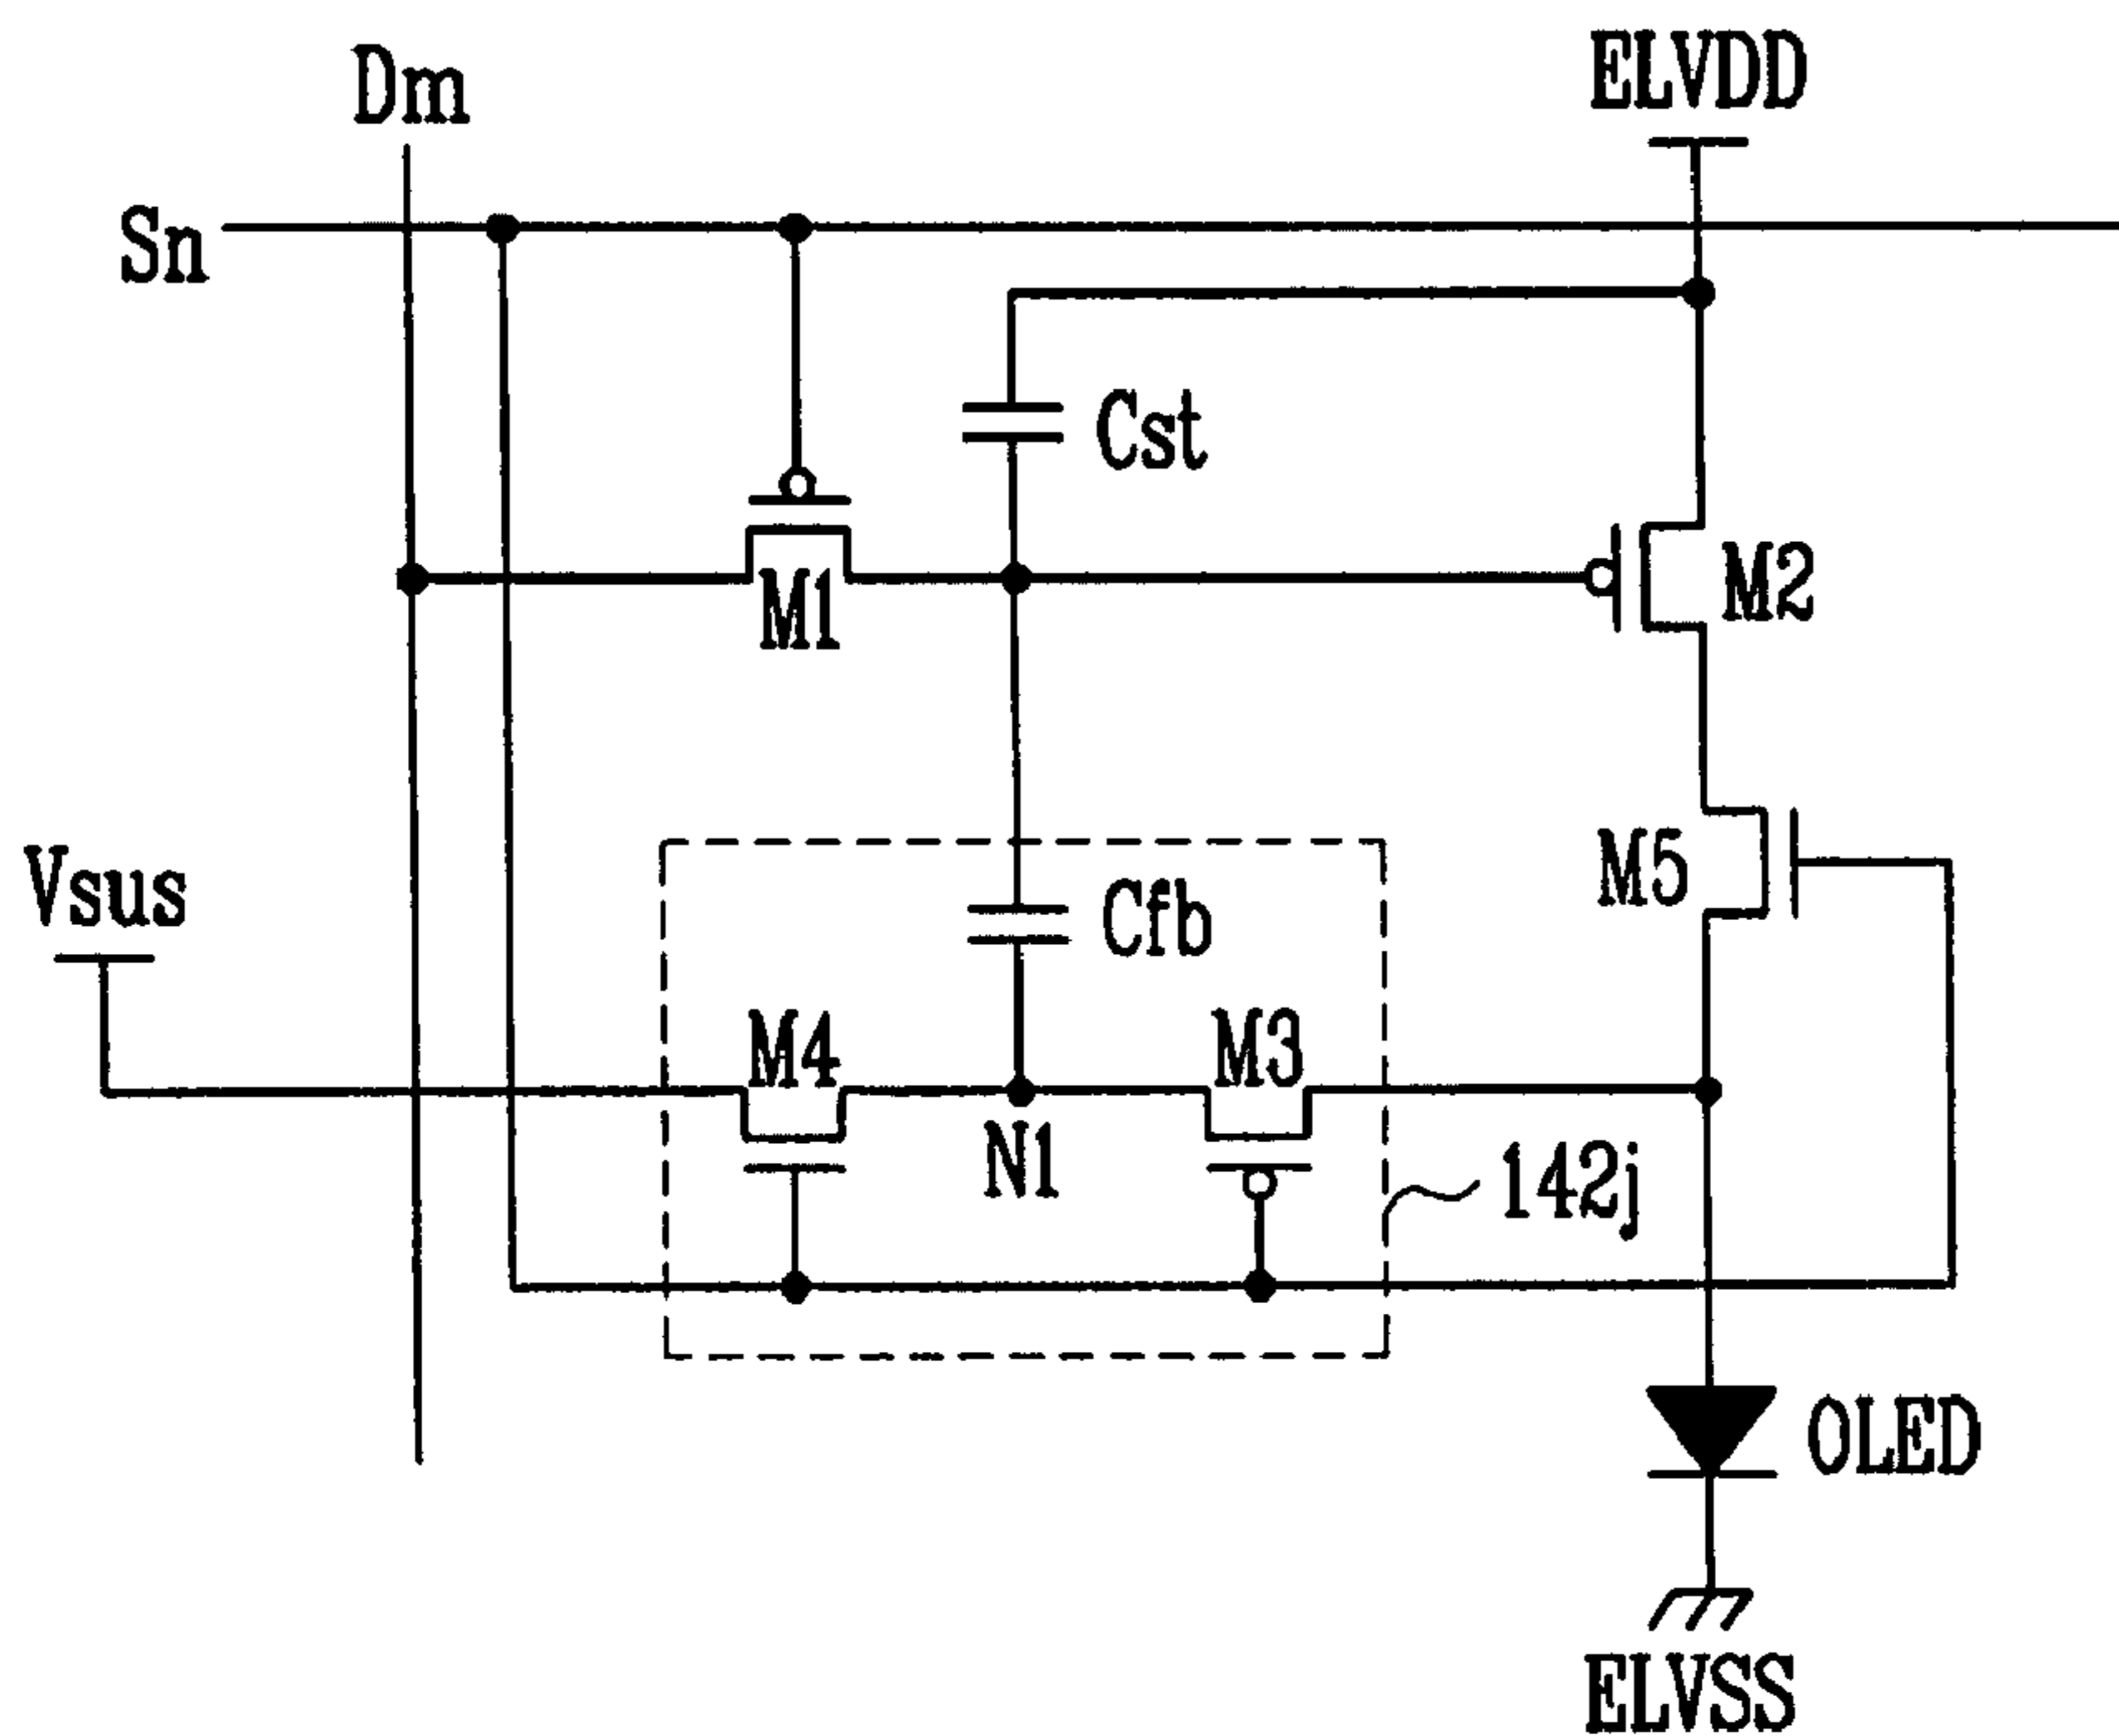 Dm
ELVDD
Sn
Cst
M1
M2
Vsus
Cfb
M5
M4
M3
N1
142j
OLED
ELVSS